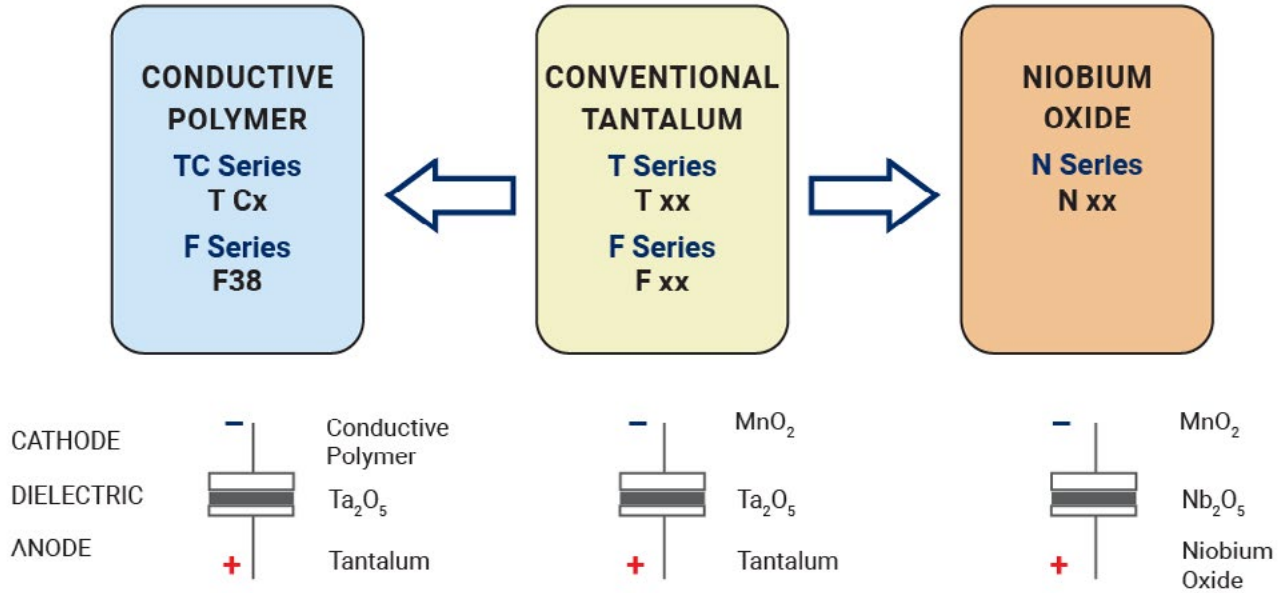 CONDUCTIVE
POLYMER
TC Series
T Cx
F Series
F38
CONVENTIONAL
TANTALUM
T Series
T xx
F Series
F xx
NIOBIUM
OXIDE
N Series
N xx
CATHODE
DIELECTRIC
ANODE
–
Conductive
Polymer
Ta₂O₅
+ Tantalum
–
MnO₂
Ta₂O₅
+ Tantalum
–
MnO₂
Nb₂O₅
+ Niobium
Oxide